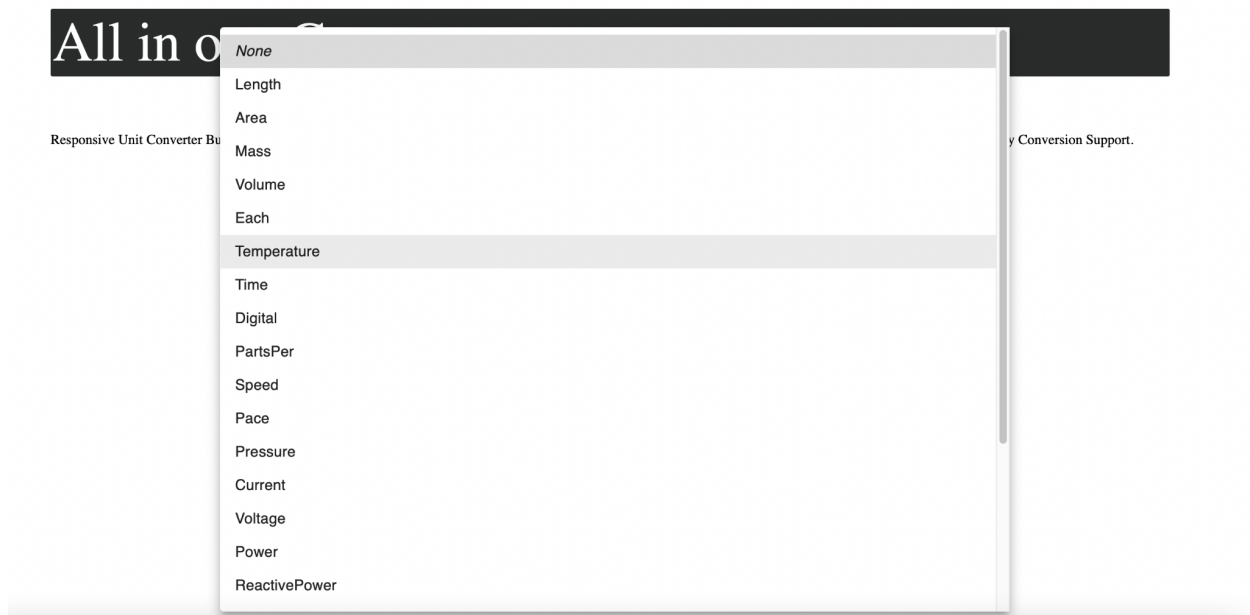 All in o
None
Length
Area
Responsive Unit Converter Bu
y Conversion Support.
Mass
Volume
Each
Temperature
Time
Digital
PartsPer
Speed
Pace
Pressure
Current
Voltage
Power
ReactivePower